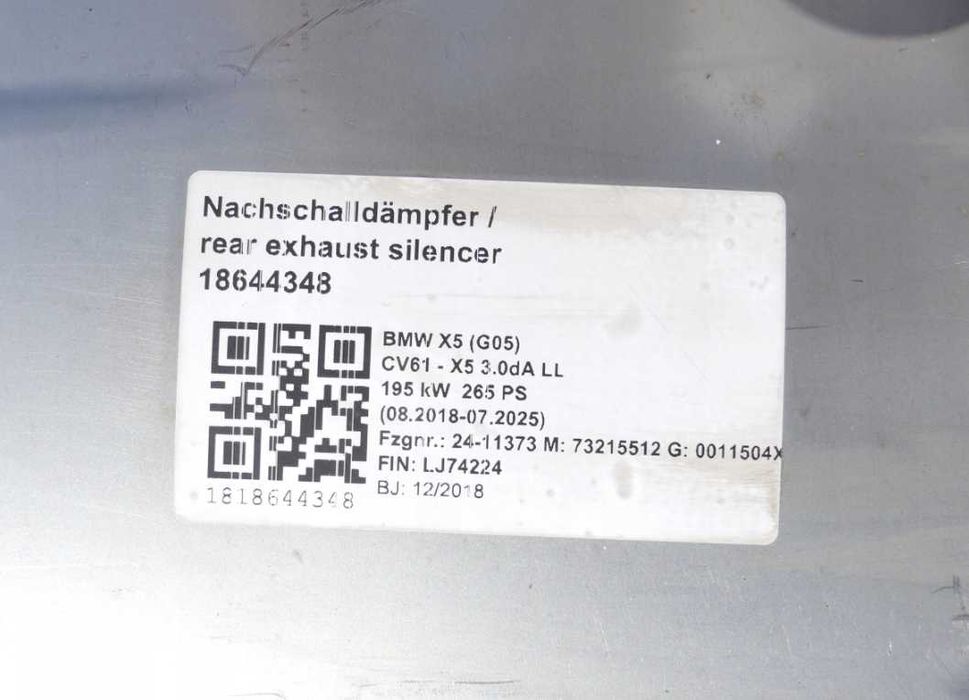 Nachschalldämpfer /
rear exhaust silencer
18644348
BMW X5 (G05)
CV61 - X5 3.0dA LL
195 kW 265 PS
(08.2018-07.2025)
Fzgnr.: 24-11373 M: 73215512 G: 0011504X
FIN: LJ74224
BJ: 12/2018
1818644348